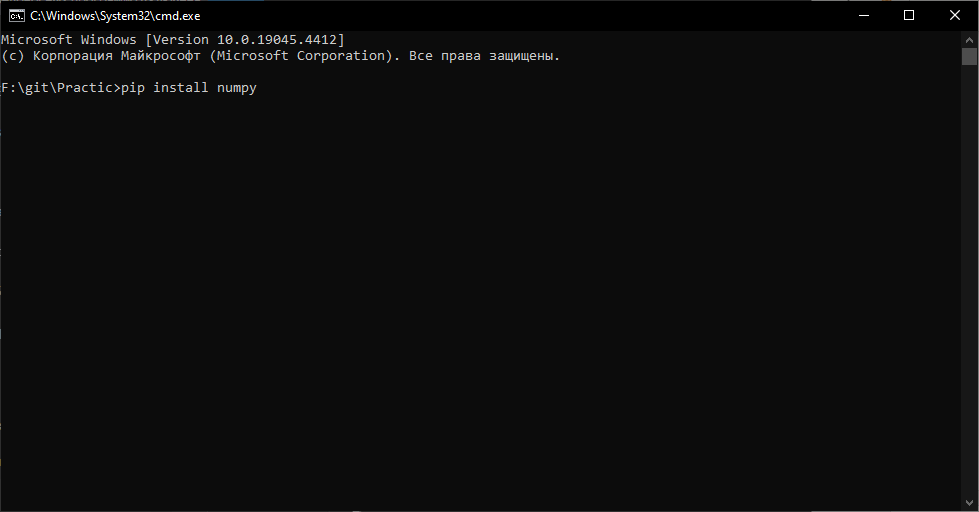 C:\Windows\System32\cmd.exe
Microsoft Windows [Version 10.0.19045.4412]
(c) Корпорация Майкрософт (Microsoft Corporation). Все права защищены.
F:\git\Practic>pip install numpy